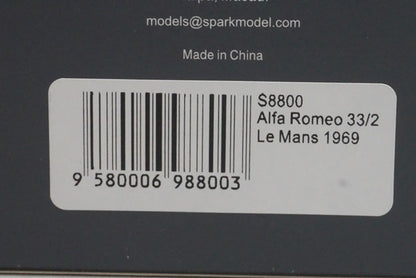 models@sparkmodel.com
Made in China
S8800
Alfa Romeo 33/2
Le Mans 1969
9 580006 988003